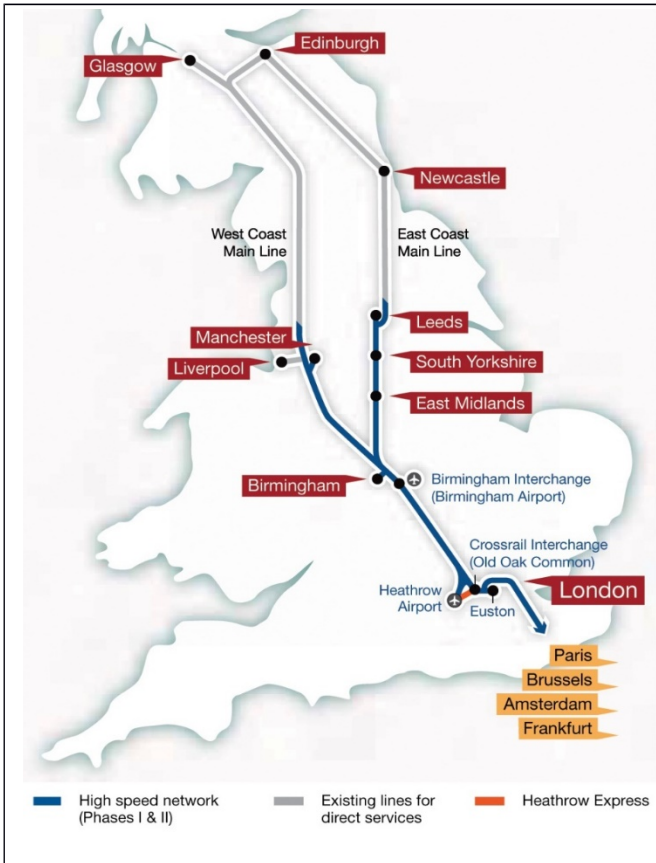 Edinburgh
Glasgow
Newcastle
West Coast
Main Line
East Coast
Main Line
Leeds
Manchester
South Yorkshire
Liverpool
East Midlands
Birmingham
Birmingham Interchange
(Birmingham Airport)
Crossrail Interchange
(Old Oak Common)
London
Heathrow
Airport
Euston
Paris
Brussels
Amsterdam
Frankfurt
High speed network
(Phases I & II)
Existing lines for
direct services
Heathrow Express